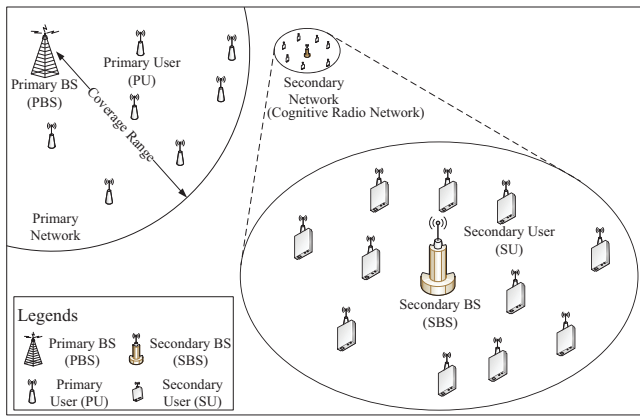 Primary BS
(PBS)
Primary User
(PU)
Coverage Range
Primary
Network
Secondary
Network
(Cognitive Radio Network)
Secondary User
(SU)
Secondary BS
(SBS)
Legends
Primary BS
(PBS)
Secondary BS
(SBS)
Primary
User (PU)
Secondary
User (SU)